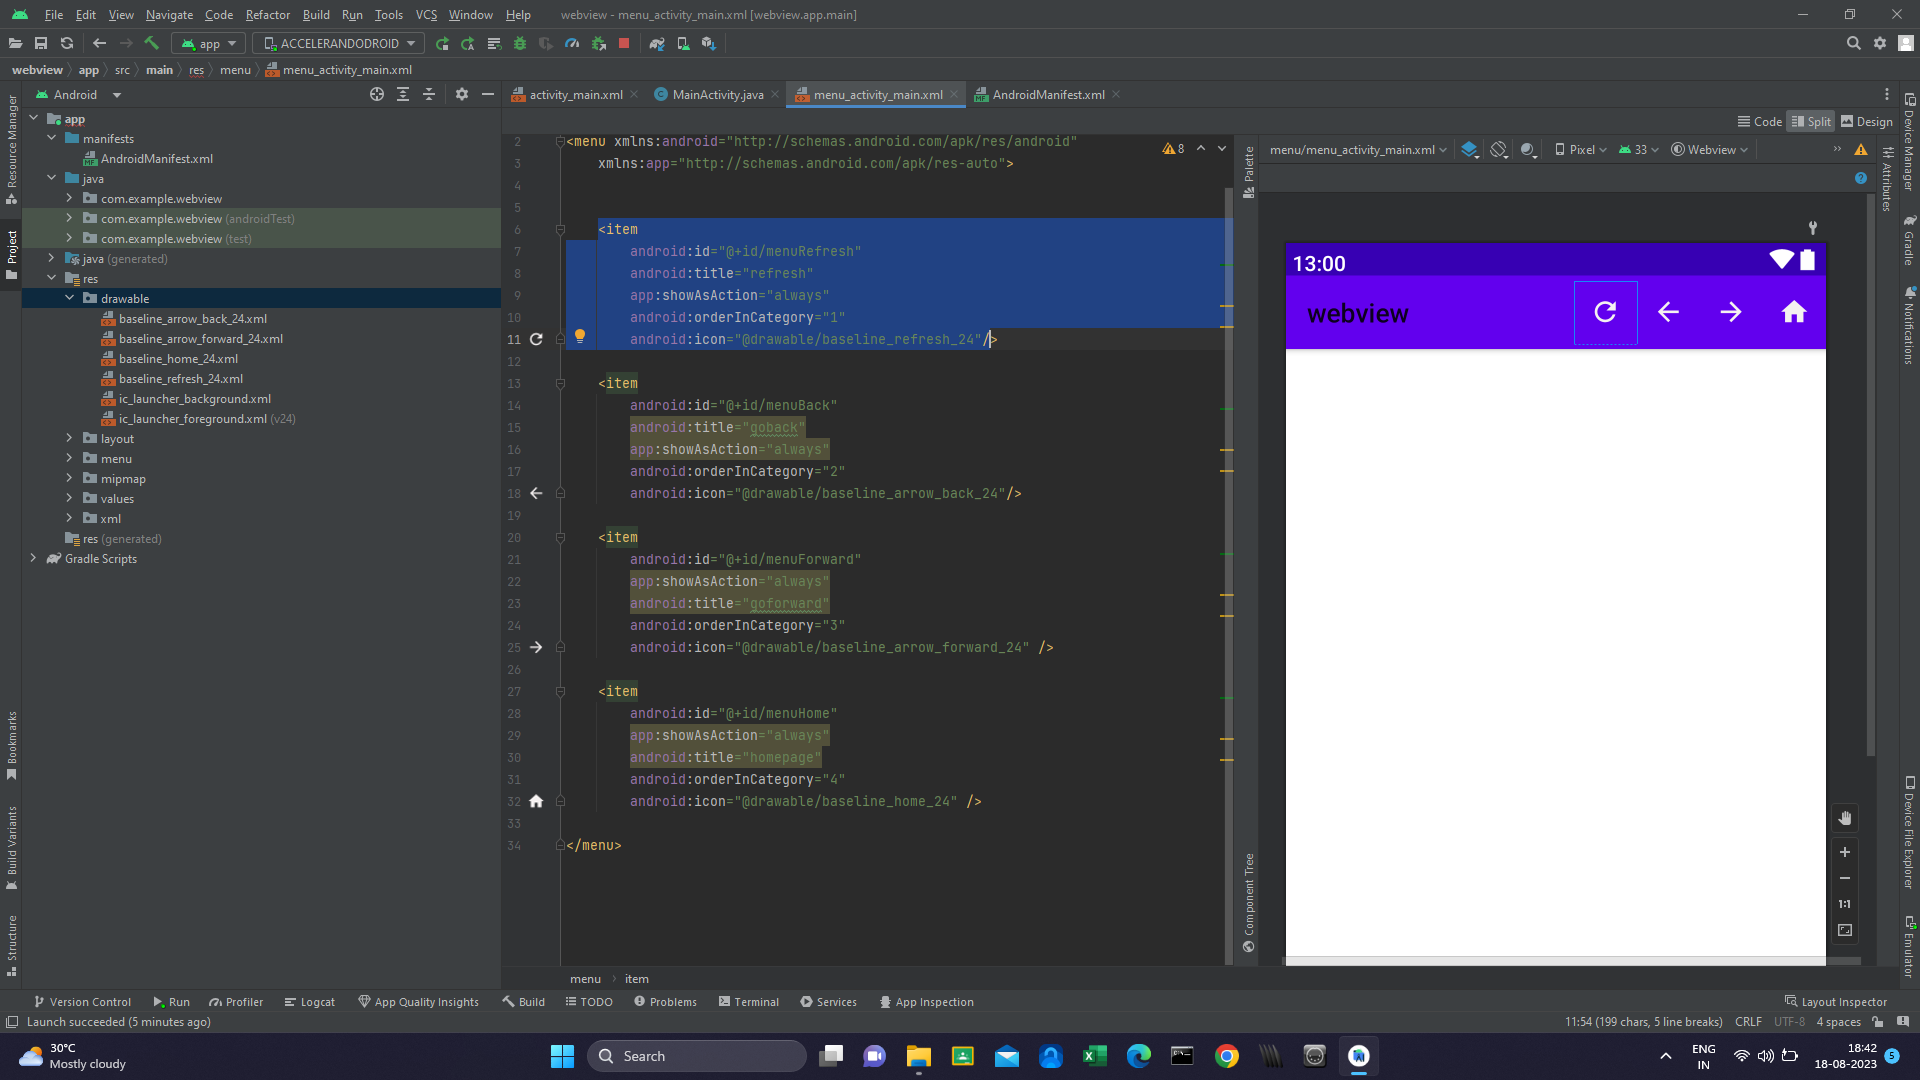 File Edit View Navigate Code Refactor Build Run Tools VCS Window Help webview - menu_activity_main.xml [webview.app.main]
app ACCELERANDODROID
webview app src main res menu menu_activity_main.xml
Android
activity_main.xml MainActivity.java menu_activity_main.xml AndroidManifest.xml
Code Split Design
Resource Manager
Project
Bookmarks
Build Variants
Structure
app
manifests
AndroidManifest.xml
java
com.example.webview
com.example.webview (androidTest)
com.example.webview (test)
java (generated)
res
drawable
baseline_arrow_back_24.xml
baseline_arrow_forward_24.xml
baseline_home_24.xml
baseline_refresh_24.xml
ic_launcher_background.xml
ic_launcher_foreground.xml (v24)
layout
menu
mipmap
values
xml
res (generated)
Gradle Scripts
8
2 <menu xmlns:android="http://schemas.android.com/apk/res/android"
3 xmlns:app="http://schemas.android.com/apk/res-auto">
4
5
6 <item
7 android:id="@+id/menuRefresh"
8 android:title="refresh"
9 app:showAsAction="always"
10 android:orderInCategory="1"
11 android:icon="@drawable/baseline_refresh_24"/>
12
13 <item
14 android:id="@+id/menuBack"
15 android:title="goback"
16 app:showAsAction="always"
17 android:orderInCategory="2"
18 android:icon="@drawable/baseline_arrow_back_24"/>
19
20 <item
21 android:id="@+id/menuForward"
22 app:showAsAction="always"
23 android:title="goforward"
24 android:orderInCategory="3"
25 android:icon="@drawable/baseline_arrow_forward_24" />
26
27 <item
28 android:id="@+id/menuHome"
29 app:showAsAction="always"
30 android:title="homepage"
31 android:orderInCategory="4"
32 android:icon="@drawable/baseline_home_24" />
33
34 </menu>
menu item
Palette
Component Tree
menu/menu_activity_main.xml Pixel 33 Webview
13:00
webview
1:1
Attributes
Device Manager
Gradle
Notifications
Device File Explorer
Emulator
Version Control Run Profiler Logcat App Quality Insights Build TODO Problems Terminal Services App Inspection Layout Inspector
Launch succeeded (5 minutes ago) 11:54 (199 chars, 5 line breaks) CRLF UTF-8 4 spaces
30°C
Mostly cloudy
Search
ENG
IN
18:42
18-08-2023
5